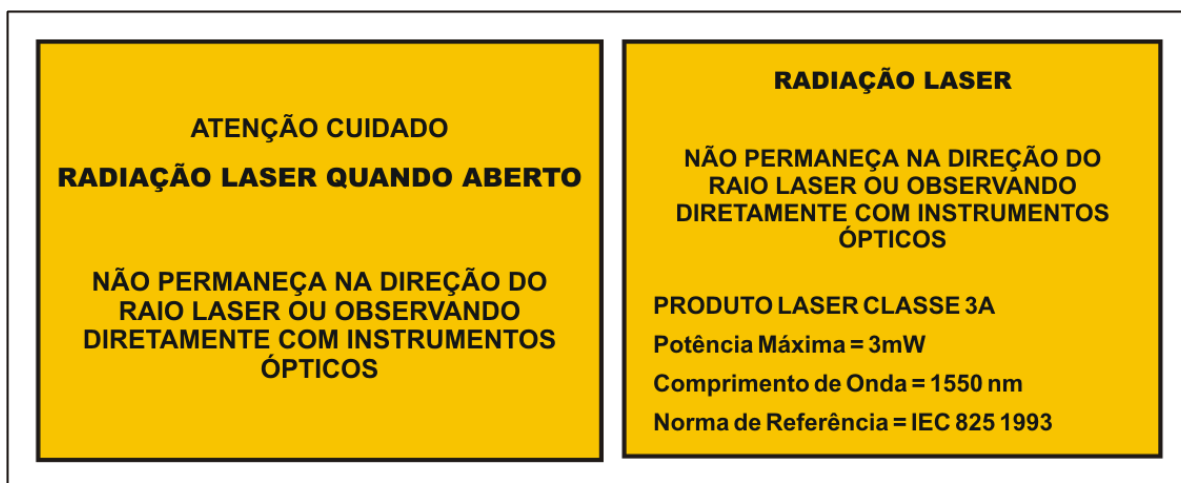 ATENÇÃO CUIDADO
RADIAÇÃO LASER QUANDO ABERTO
NÃO PERMANEÇA NA DIREÇÃO DO
RAIO LASER OU OBSERVANDO
DIRETAMENTE COM INSTRUMENTOS
ÓPTICOS
RADIAÇÃO LASER
NÃO PERMANEÇA NA DIREÇÃO DO
RAIO LASER OU OBSERVANDO
DIRETAMENTE COM INSTRUMENTOS
ÓPTICOS
PRODUTO LASER CLASSE 3A
Potência Máxima = 3mW
Comprimento de Onda = 1550 nm
Norma de Referência = IEC 825 1993